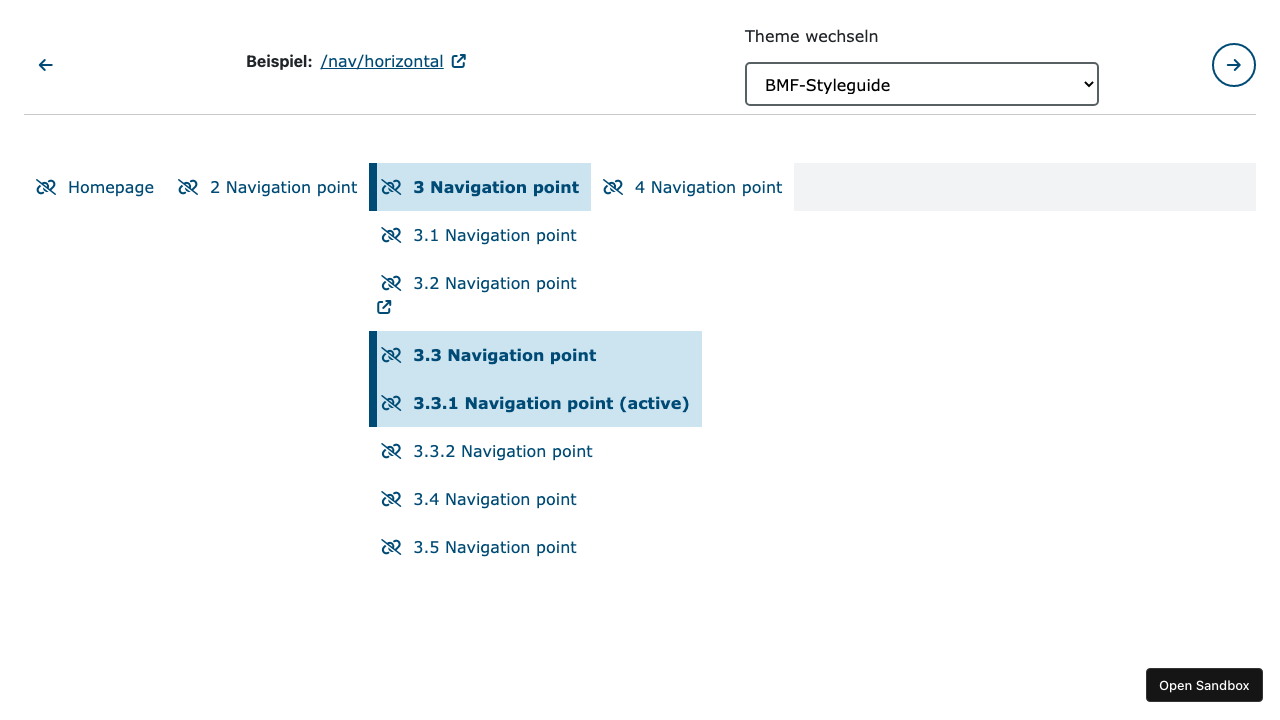 Theme wechseln
Beispiel: /nav/horizontal
BMF-Styleguide
Homepage 2 Navigation point 3 Navigation point 4 Navigation point
3.1 Navigation point
3.2 Navigation point
3.3 Navigation point
3.3.1 Navigation point (active)
3.3.2 Navigation point
3.4 Navigation point
3.5 Navigation point
Open Sandbox